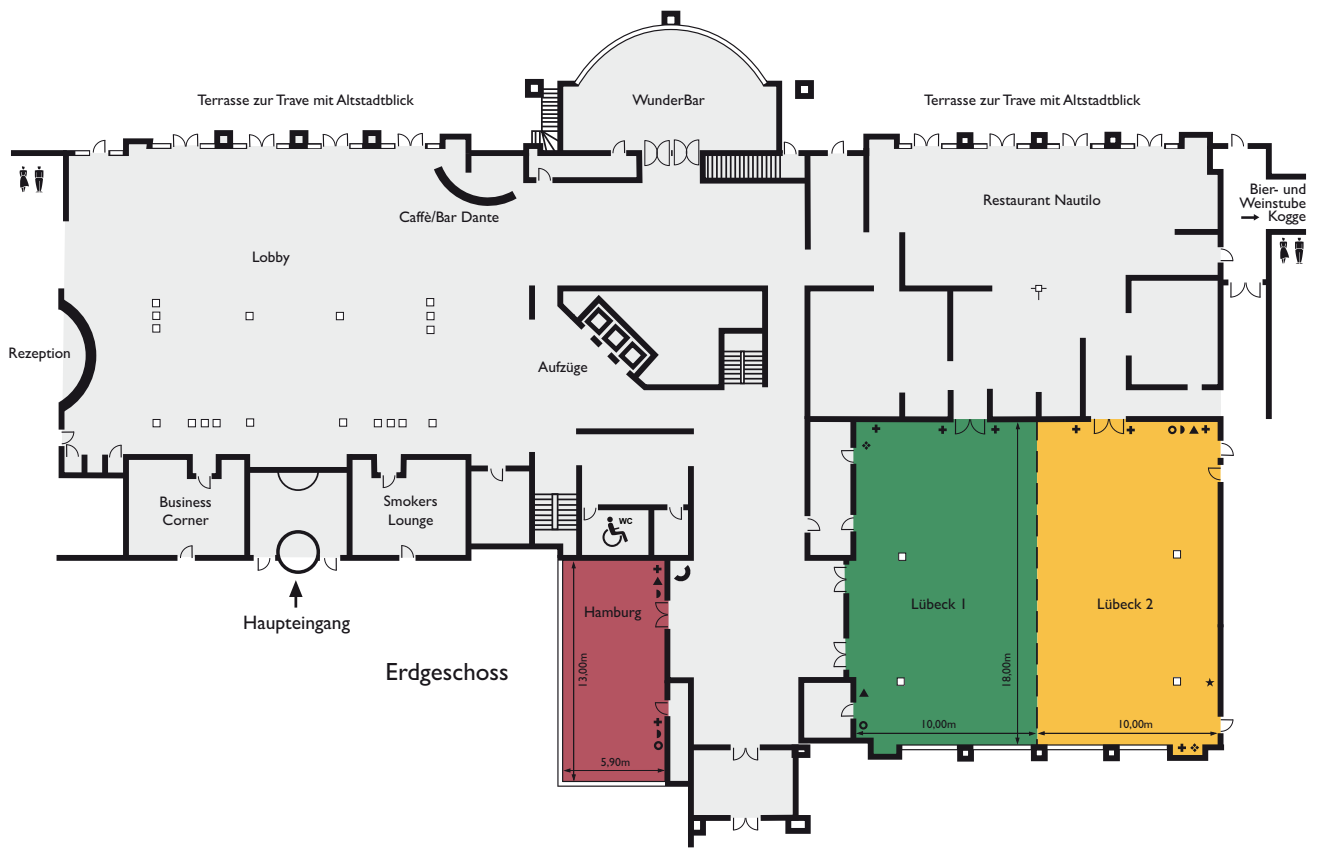 WunderBar
Terrasse zur Trave mit Altstadtblick
Terrasse zur Trave mit Altstadtblick
Caffè/Bar Dante
Restaurant Nautilo
Bier- und
Weinstube
Kogge
Lobby
Rezeption
Aufzüge
Business
Corner
Smokers
Lounge
WC
Haupteingang
Erdgeschoss
Hamburg
13,00m
5,90m
Lübeck 1
18,00m
10,00m
Lübeck 2
10,00m